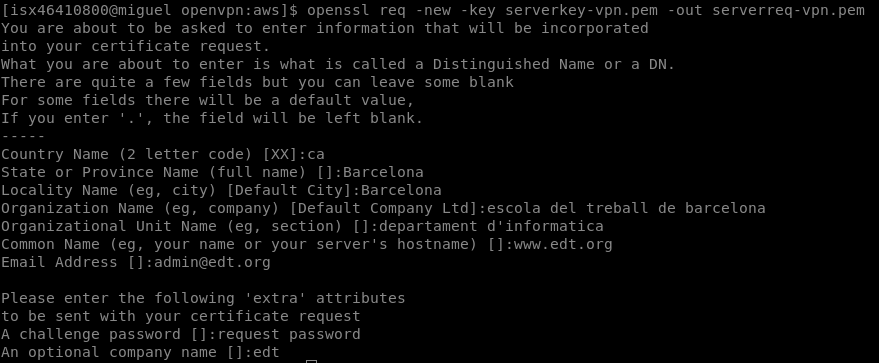 [isx46410800@miguel openvpn:aws]$ openssl req -new -key serverkey-vpn.pem -out serverreq-vpn.pem
You are about to be asked to enter information that will be incorporated
into your certificate request.
What you are about to enter is what is called a Distinguished Name or a DN.
There are quite a few fields but you can leave some blank
For some fields there will be a default value,
If you enter '.', the field will be left blank.
-----
Country Name (2 letter code) [XX]:ca
State or Province Name (full name) []:Barcelona
Locality Name (eg, city) [Default City]:Barcelona
Organization Name (eg, company) [Default Company Ltd]:escola del treball de barcelona
Organizational Unit Name (eg, section) []:departament d'informatica
Common Name (eg, your name or your server's hostname) []:www.edt.org
Email Address []:admin@edt.org

Please enter the following 'extra' attributes
to be sent with your certificate request
A challenge password []:request password
An optional company name []:edt